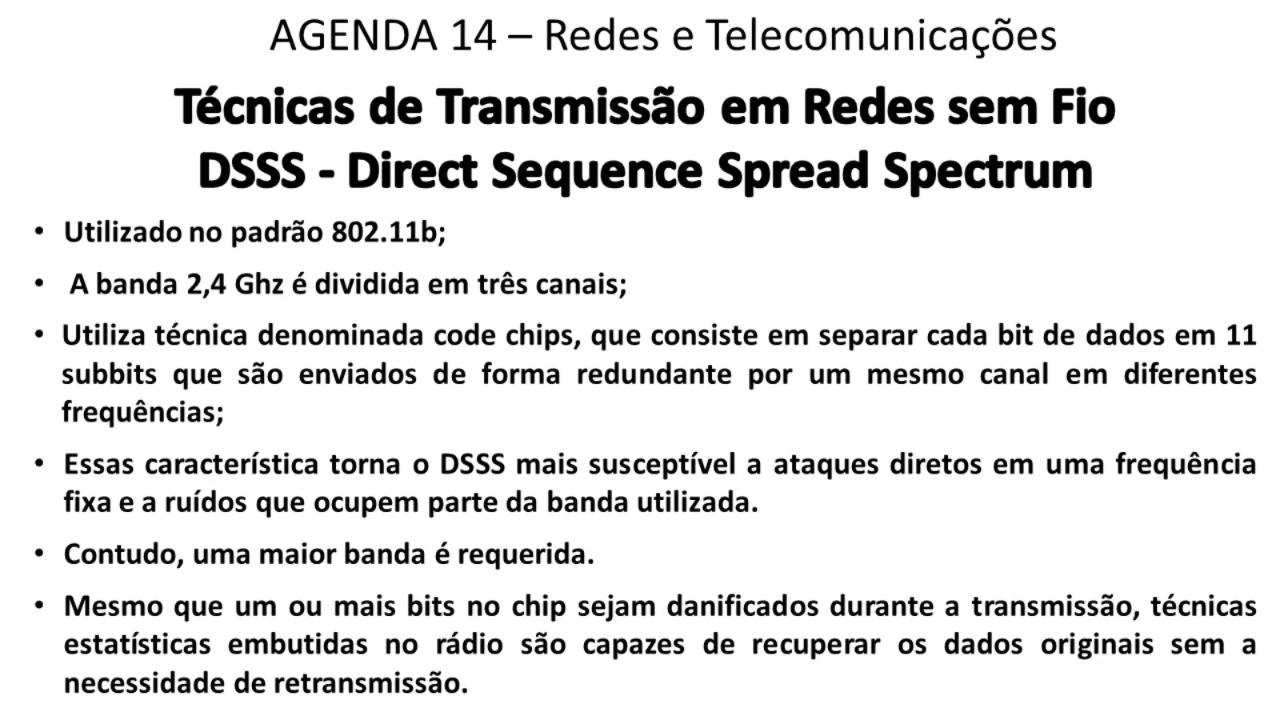 AGENDA 14 – Redes e Telecomunicações
Técnicas de Transmissão em Redes sem Fio
DSSS - Direct Sequence Spread Spectrum
• Utilizado no padrão 802.11b;
• A banda 2,4 Ghz é dividida em três canais;
• Utiliza técnica denominada code chips, que consiste em separar cada bit de dados em 11
subbits que são enviados de forma redundante por um mesmo canal em diferentes
frequências;
• Essas característica torna o DSSS mais susceptível a ataques diretos em uma frequência
fixa e a ruídos que ocupem parte da banda utilizada.
• Contudo, uma maior banda é requerida.
• Mesmo que um ou mais bits no chip sejam danificados durante a transmissão, técnicas
estatísticas embutidas no rádio são capazes de recuperar os dados originais sem a
necessidade de retransmissão.